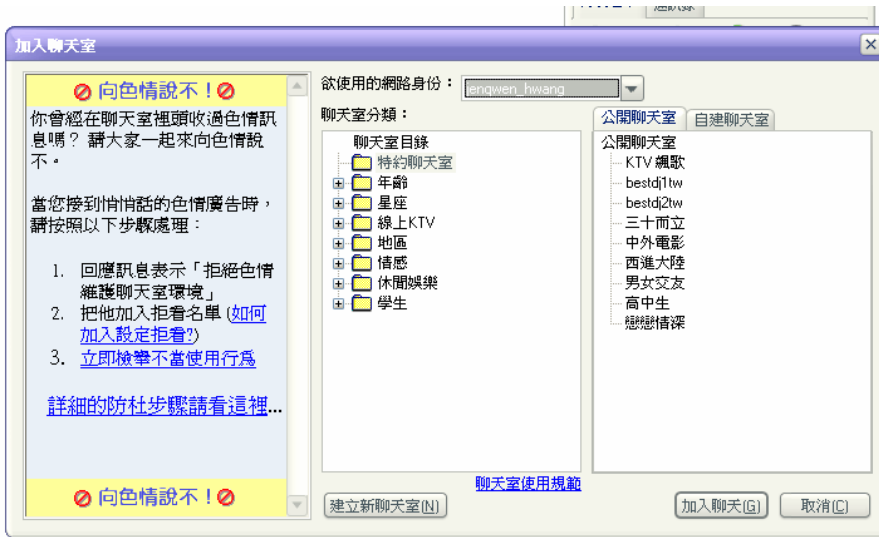 通訊錄
加入聊天室
向色情說不！
你曾經在聊天室裡頭收過色情訊
息嗎? 請大家一起來向色情說
不。
當您接到悄悄話的色情廣告時，
請按照以下步驟處理：
1. 回應訊息表示「拒絕色情
維護聊天室環境」
2. 把他加入拒看名單 (如何
加入設定拒看?)
3. 立即檢舉不當使用行為
詳細的防杜步驟請看這裡...
向色情說不！
欲使用的網路身份：
jengwen_hwang
聊天室分類：
聊天室目錄
特約聊天室
年齡
星座
線上KTV
地區
情感
休閒娛樂
學生
公開聊天室
自建聊天室
公開聊天室
KTV 飆歌
bestdj1tw
bestdj2tw
三十而立
中外電影
西進大陸
男女交友
高中生
戀戀情深
聊天室使用規範
建立新聊天室(N)
加入聊天(G)
取消(C)